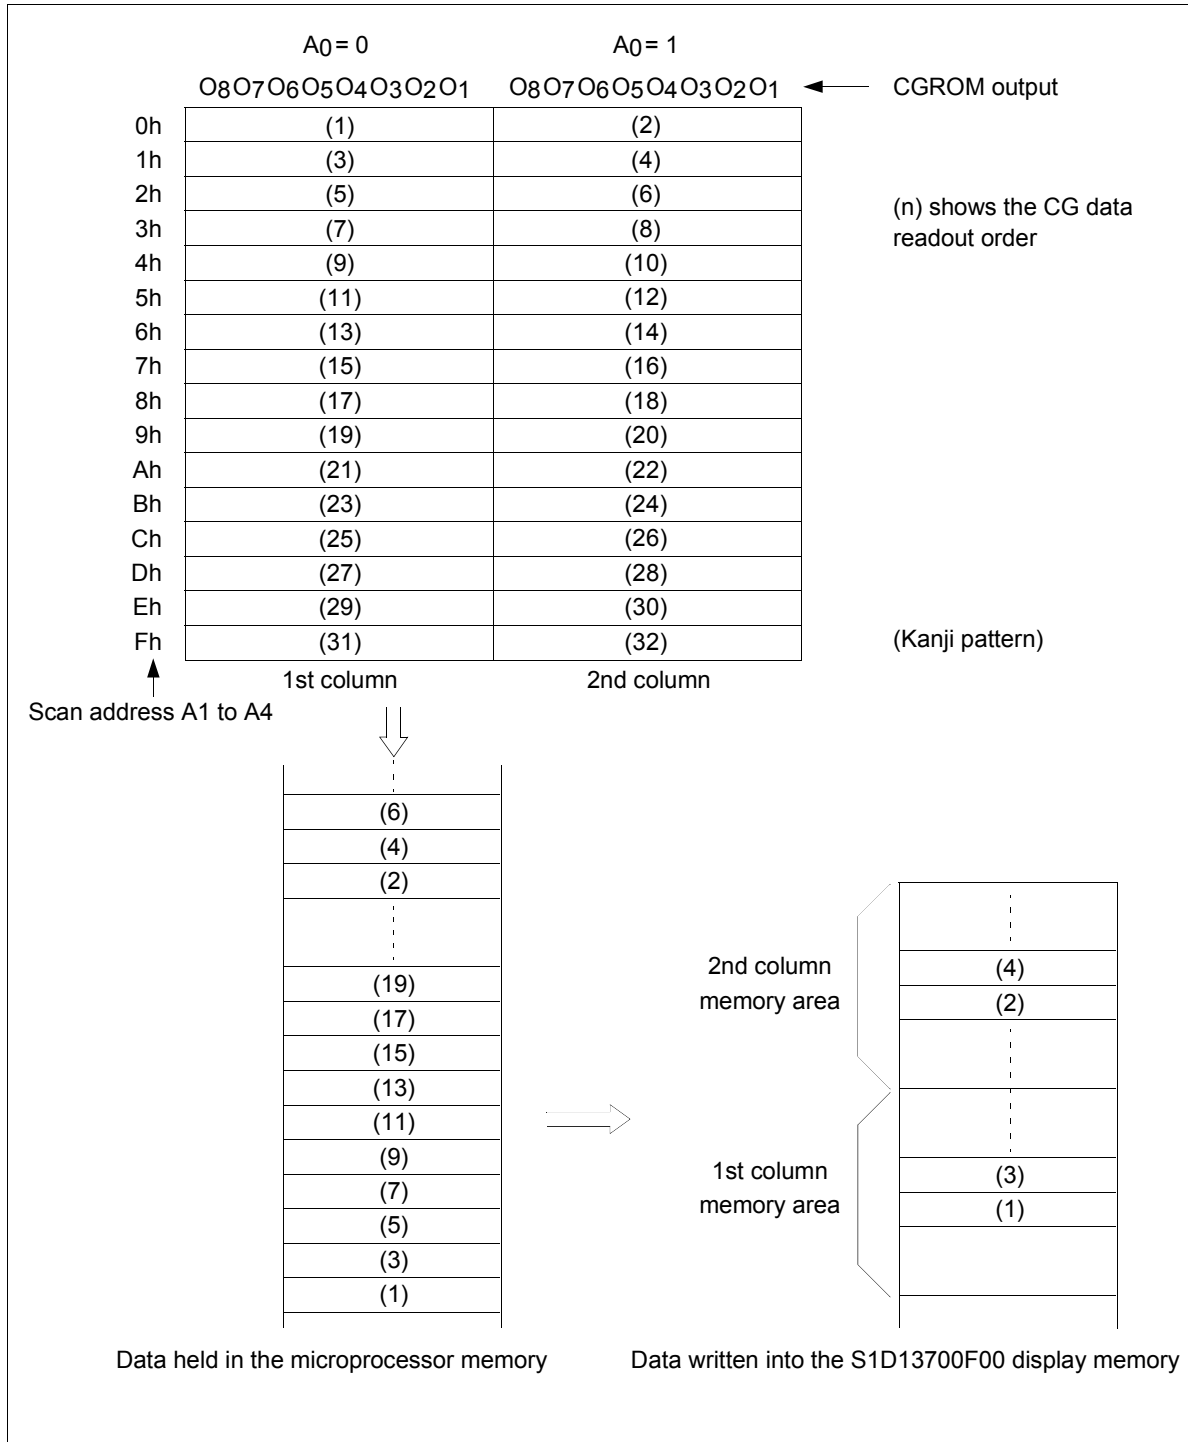 A0 = 0 A0 = 1
O8O7O6O5O4O3O2O1 O8O7O6O5O4O3O2O1 CGROM output
0h (1) (2)
1h (3) (4)
2h (5) (6)
(n) shows the CG data
3h (7) (8)
readout order
4h (9) (10)
5h (11) (12)
6h (13) (14)
7h (15) (16)
8h (17) (18)
9h (19) (20)
Ah (21) (22)
Bh (23) (24)
Ch (25) (26)
Dh (27) (28)
Eh (29) (30)
Fh (31) (32) (Kanji pattern)
1st column 2nd column
Scan address A1 to A4
(6)
(4)
(2)
(19)
(17)
(15)
(13)
(11)
(9)
(7)
(5)
(3)
(1)
Data held in the microprocessor memory
2nd column
memory area
(4)
(2)
1st column
memory area
(3)
(1)
Data written into the S1D13700F00 display memory